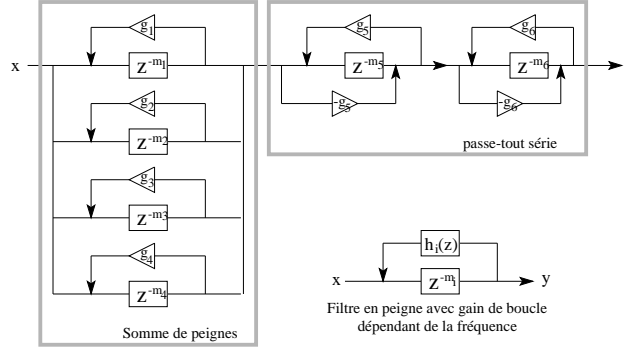 g1
g5
g6
x
z-m1
z-m5
z-m6
g2
-g5
-g6
z-m2
passe-tout série
g3
z-m3
g4
hi(z)
z-m4
x
z-mi
y
Somme de peignes
Filtre en peigne avec gain de boucle
dépendant de la fréquence